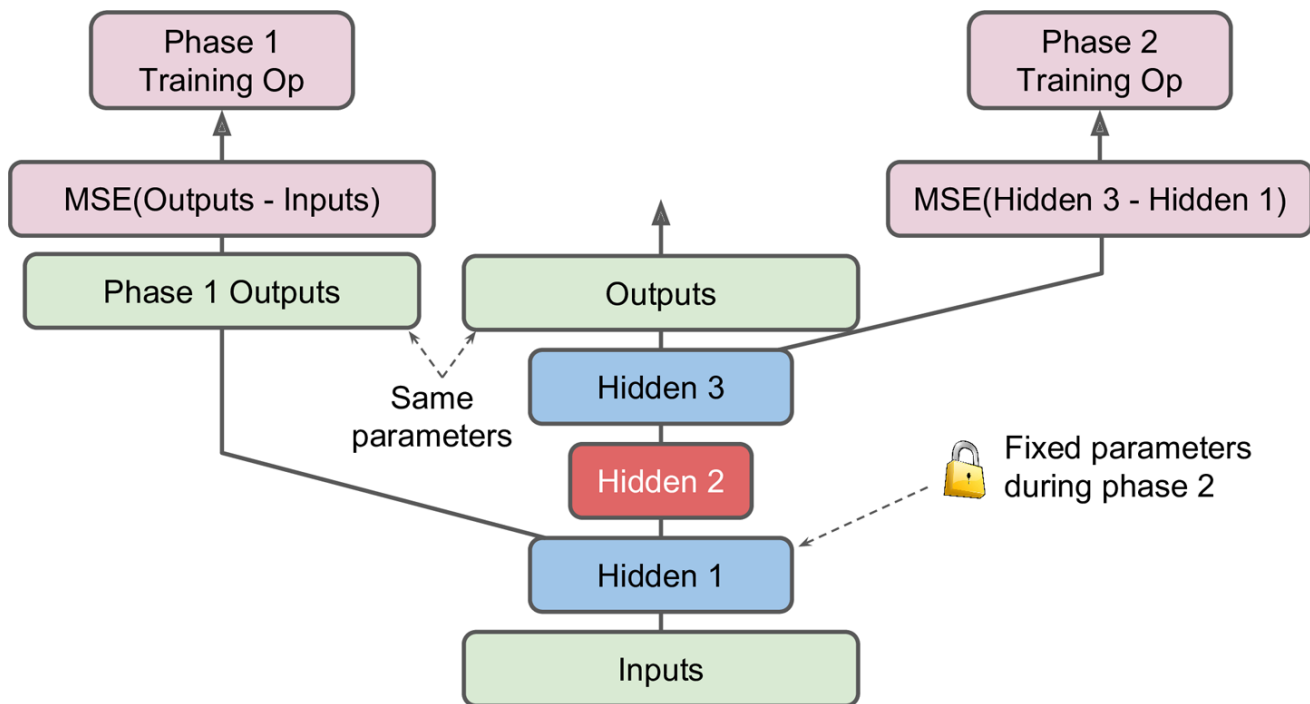 Phase 1
Training Op
Phase 2
Training Op
MSE(Outputs - Inputs)
MSE(Hidden 3 - Hidden 1)
Phase 1 Outputs
Outputs
Same
parameters
Hidden 3
Hidden 2
Fixed parameters
during phase 2
Hidden 1
Inputs